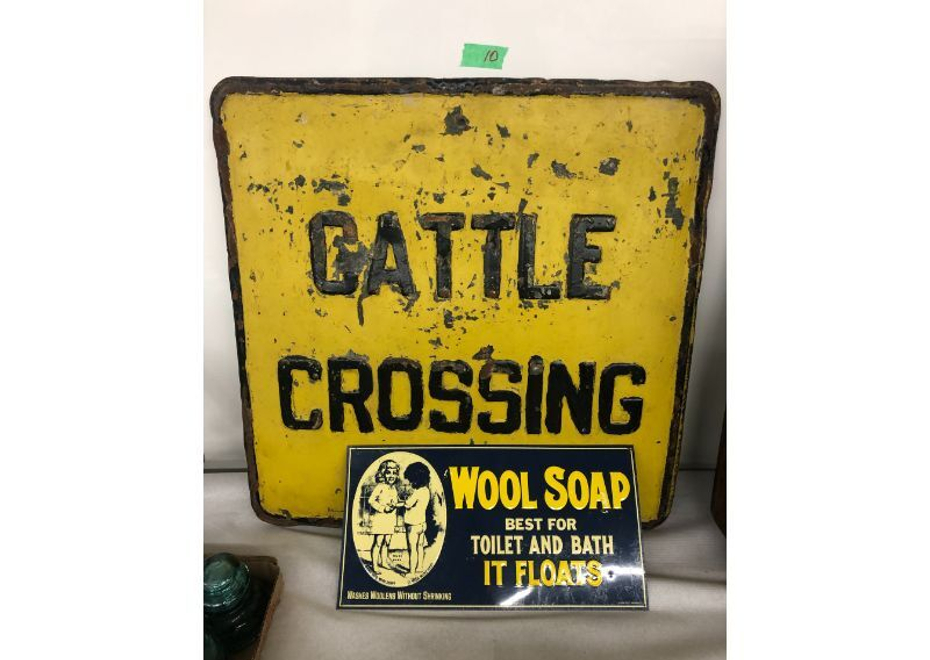 10
CATTLE
CROSSING
WOOL SOAP
BEST FOR
TOILET AND BATH
IT FLOATS
WASHES WOOLENS WITHOUT SHRINKING